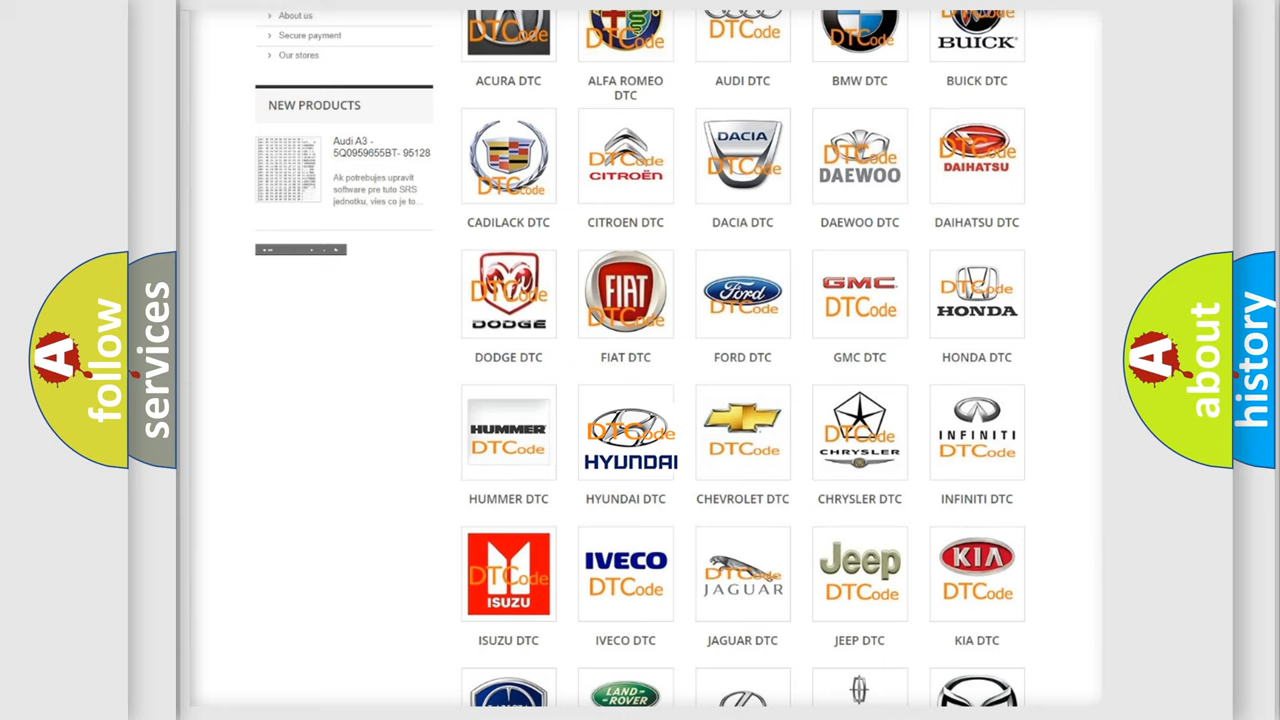 About us
Secure payment
Our stores
NEW PRODUCTS
Audi A3 -
5Q0959655BT- 95128
Ak potrebujes upravit
software pre tuto SRS
jednotku, vies co je to...
DTCode
DTCode
DTCode
DTCode
BUICK
ACURA DTC
ALFA ROMEO
DTC
AUDI DTC
BMW DTC
BUICK DTC
DTCode
DTCode
CITROËN
DACIA
DTCode
DTCode
DAEWOO
DTCode
DAIHATSU
CADILACK DTC
CITROEN DTC
DACIA DTC
DAEWOO DTC
DAIHATSU DTC
DTCode
DODGE
FIAT
DTCode
Ford
DTCode
GMC
DTCode
DTCode
HONDA
DODGE DTC
FIAT DTC
FORD DTC
GMC DTC
HONDA DTC
HUMMER
DTCode
DTCode
HYUNDAI
DTCode
DTCode
CHRYSLER
INFINITI
DTCode
HUMMER DTC
HYUNDAI DTC
CHEVROLET DTC
CHRYSLER DTC
INFINITI DTC
DTCode
ISUZU
IVECO
DTCode
DTCode
JAGUAR
Jeep
DTCode
KIA
DTCode
ISUZU DTC
IVECO DTC
JAGUAR DTC
JEEP DTC
KIA DTC
LAND-
ROVER
A
follow
services
A
about
history